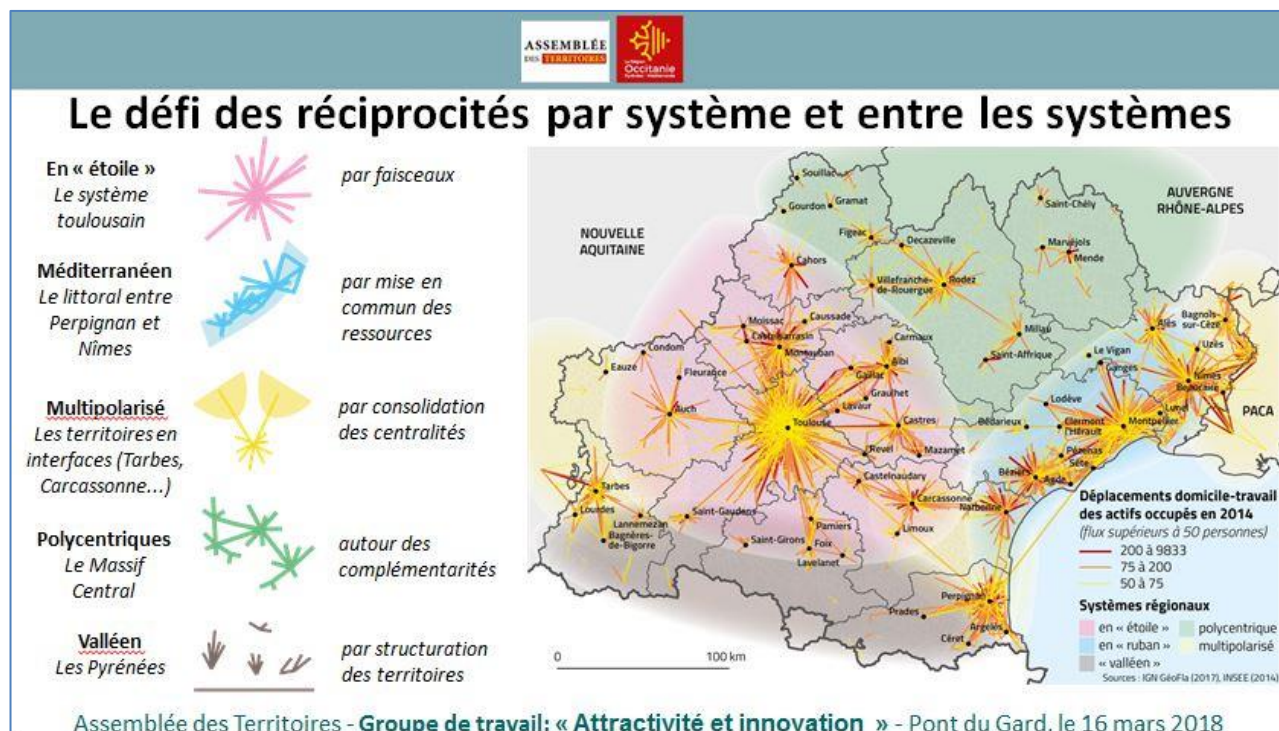 ASSEMBLÉE
DES TERRITOIRES
La Région
Occitanie
Pyrénées - Méditerranée
Le défi des réciprocités par système et entre les systèmes
En « étoile »
Le système
toulousain
par faisceaux
Méditerranéen
Le littoral entre
Perpignan et
Nîmes
par mise en
commun des
ressources
Multipolarisé
Les territoires en
interfaces (Tarbes,
Carcassonne...)
par consolidation
des centralités
Polycentriques
Le Massif
Central
autour des
complémentarités
Valléen
Les Pyrénées
par structuration
des territoires
NOUVELLE
AQUITAINE
AUVERGNE
RHÔNE-ALPES
PACA
Souillac
Gourdon
Gramat
Saint-Chély
Figeac
Decazeville
Marvejols
Mende
Cahors
Villefranche-
de-Rouergue
Rodez
Moissac
Caussade
Castelsarrasin
Montauban
Carmaux
Millau
Saint-Affrique
Alès
Bagnols-
sur-Cèze
Uzès
Le Vigan
Ganges
Nîmes
Beaucaire
Condom
Eauze
Fleurance
Albi
Gaillac
Graulhet
Lavaur
Auch
Toulouse
Castres
Lodève
Bédarieux
Clermont
l'Hérault
Lunel
Montpellier
Revel
Mazamet
Pézenas
Sète
Béziers
Agde
Castelnaudary
Carcassonne
Narbonne
Tarbes
Lourdes
Lannemezan
Bagnères-
de-Bigorre
Saint-Gaudens
Pamiers
Limoux
Saint-Girons
Foix
Lavelanet
Perpignan
Prades
Argelès
Céret
0
100 km
Déplacements domicile-travail
des actifs occupés en 2014
(flux supérieurs à 50 personnes)
200 à 9833
75 à 200
50 à 75
Systèmes régionaux
en « étoile »
polycentrique
en « ruban »
multipolarisé
« valléen »
Sources : IGN GéoFla (2017), INSEE (2014)
Assemblée des Territoires - Groupe de travail: « Attractivité et innovation » - Pont du Gard, le 16 mars 2018